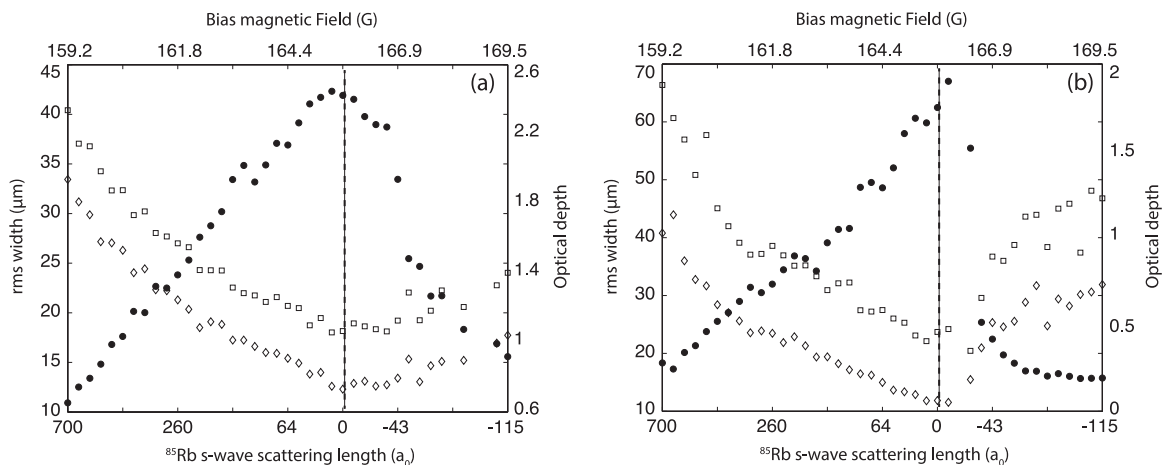 Bias magnetic Field (G)
159.2 161.8 164.4 166.9 169.5
(a)
45
40
35
30
25
20
15
10
rms width (µm)
2.6
2.2
1.8
1.4
1
0.6
Optical depth
700 260 64 0 -43 -115
⁸⁵Rb s-wave scattering length (a₀)
Bias magnetic Field (G)
159.2 161.8 164.4 166.9 169.5
(b)
70
60
50
40
30
20
10
rms width (µm)
2
1.5
1
0.5
0
Optical depth
700 260 64 0 -43 -115
⁸⁵Rb s-wave scattering length (a₀)